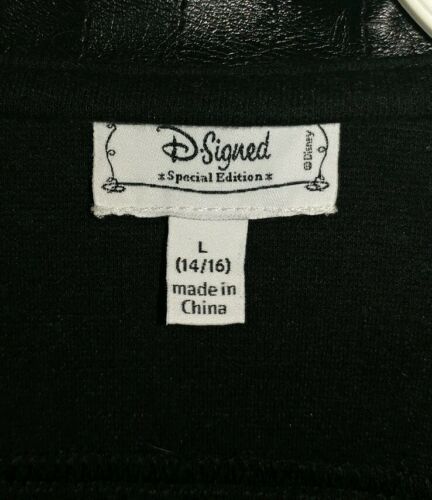 D-Signed
*Special Edition*
©Disney
L
(14/16)
made in
China